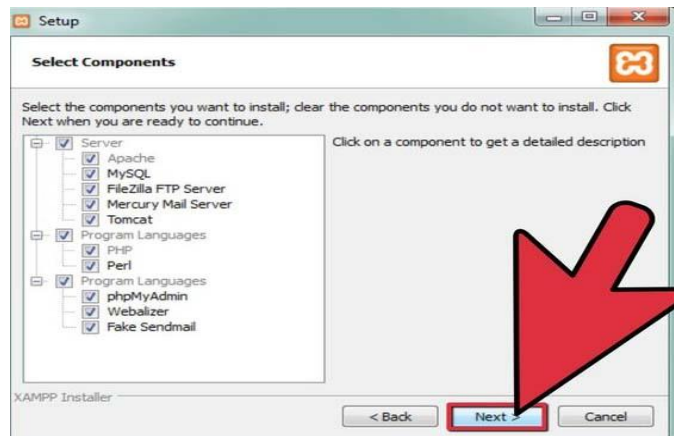 Setup
Select Components
Select the components you want to install; clear the components you do not want to install. Click
Next when you are ready to continue.
Server
Apache
MySQL
FileZilla FTP Server
Mercury Mail Server
Tomcat
Program Languages
PHP
Perl
Program Languages
phpMyAdmin
Webalizer
Fake Sendmail
Click on a component to get a detailed description
XAMPP Installer
< Back Next > Cancel